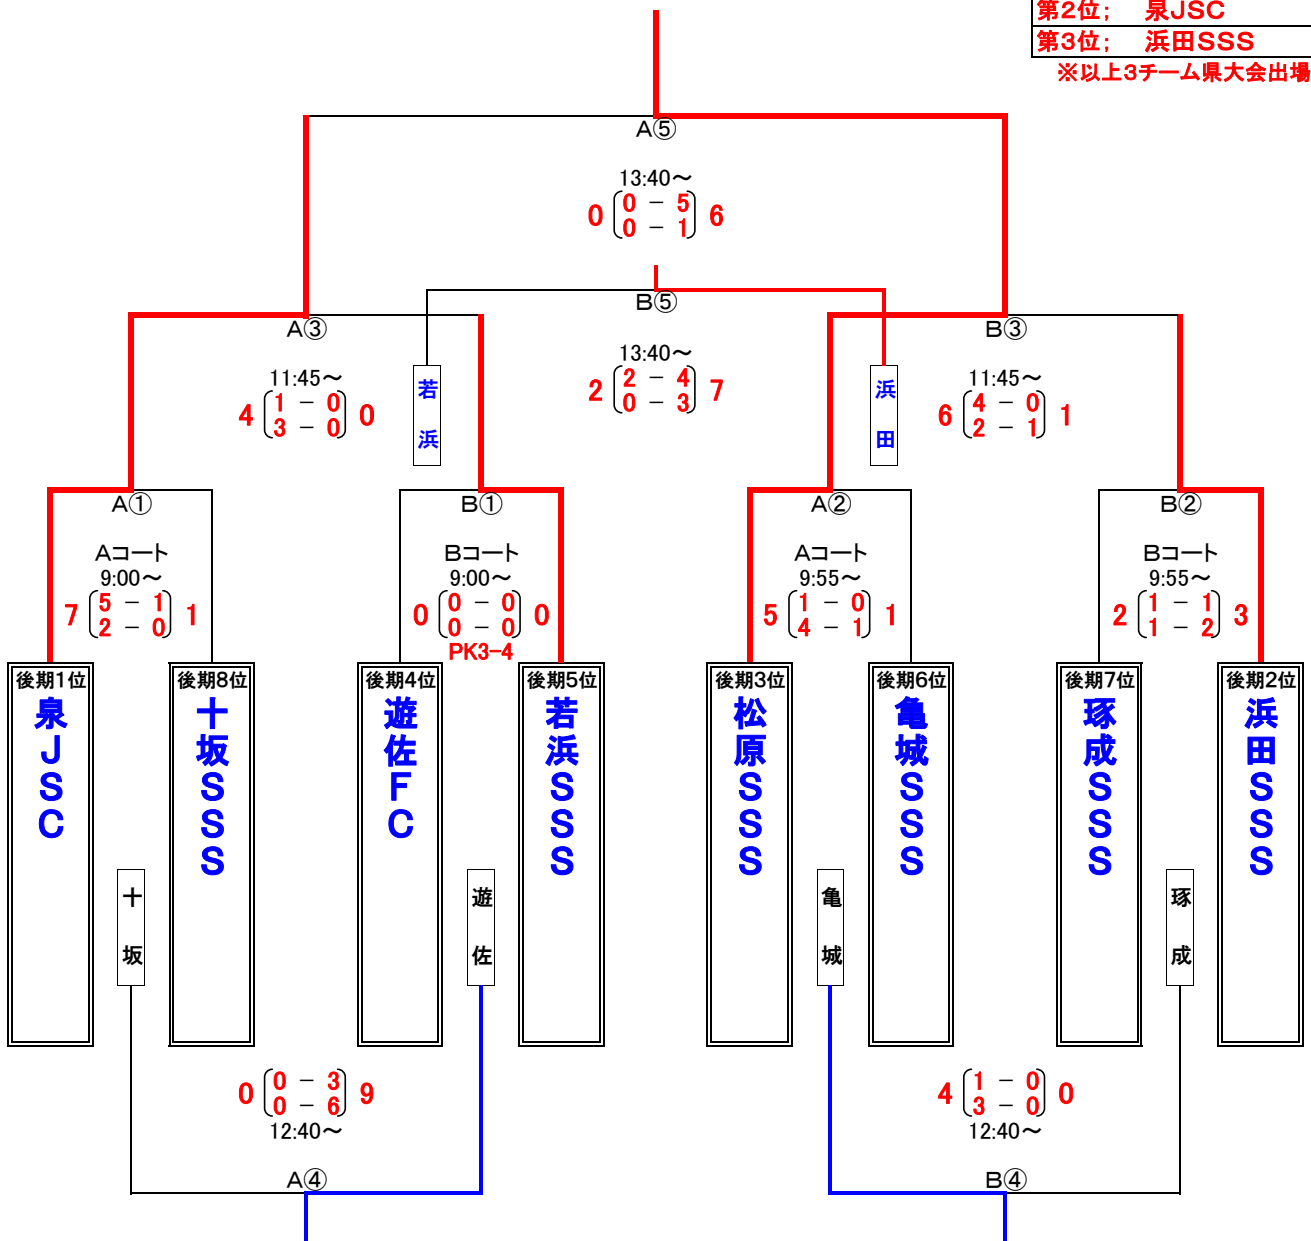 第2位； 泉JSC
第3位； 浜田SSS
※以上3チーム県大会出場
A⑤
13:40～
0 0 － 5 6
0 － 1
B⑤
13:40～
2 2 － 4 7
0 － 3
A③
11:45～
4 1 － 0 0
3 － 0
若浜
浜田
B③
11:45～
6 4 － 0 1
2 － 1
A①
Aコート
9:00～
7 5 － 1 1
2 － 0
B①
Bコート
9:00～
0 0 － 0 0
0 － 0
PK3-4
A②
Aコート
9:55～
5 1 － 0 1
4 － 1
B②
Bコート
9:55～
2 1 － 1 3
1 － 2
後期1位
泉JSC
後期8位
十坂SSS
後期4位
遊佐FC
後期5位
若浜SSS
後期3位
松原SSS
後期6位
亀城SSS
後期7位
琢成SSS
後期2位
浜田SSS
十坂
遊佐
亀城
琢成
0 0 － 3 9
0 － 6
12:40～
A④
4 1 － 0 0
3 － 0
12:40～
B④